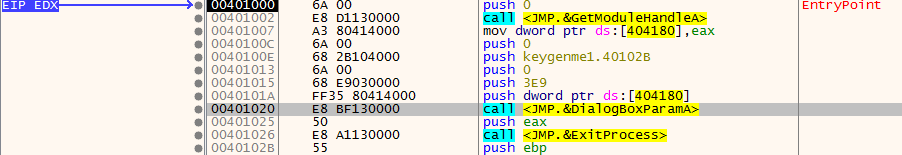 EIP EDX 00401000 6A 00 push 0 EntryPoint
00401002 E8 D1130000 call <JMP.&GetModuleHandleA>
00401007 A3 80414000 mov dword ptr ds:[404180],eax
0040100C 6A 00 push 0
0040100E 68 2B104000 push keygenme1.40102B
00401013 6A 00 push 0
00401015 68 E9030000 push 3E9
0040101A FF35 80414000 push dword ptr ds:[404180]
00401020 E8 BF130000 call <JMP.&DialogBoxParamA>
00401025 50 push eax
00401026 E8 A1130000 call <JMP.&ExitProcess>
0040102B 55 push ebp